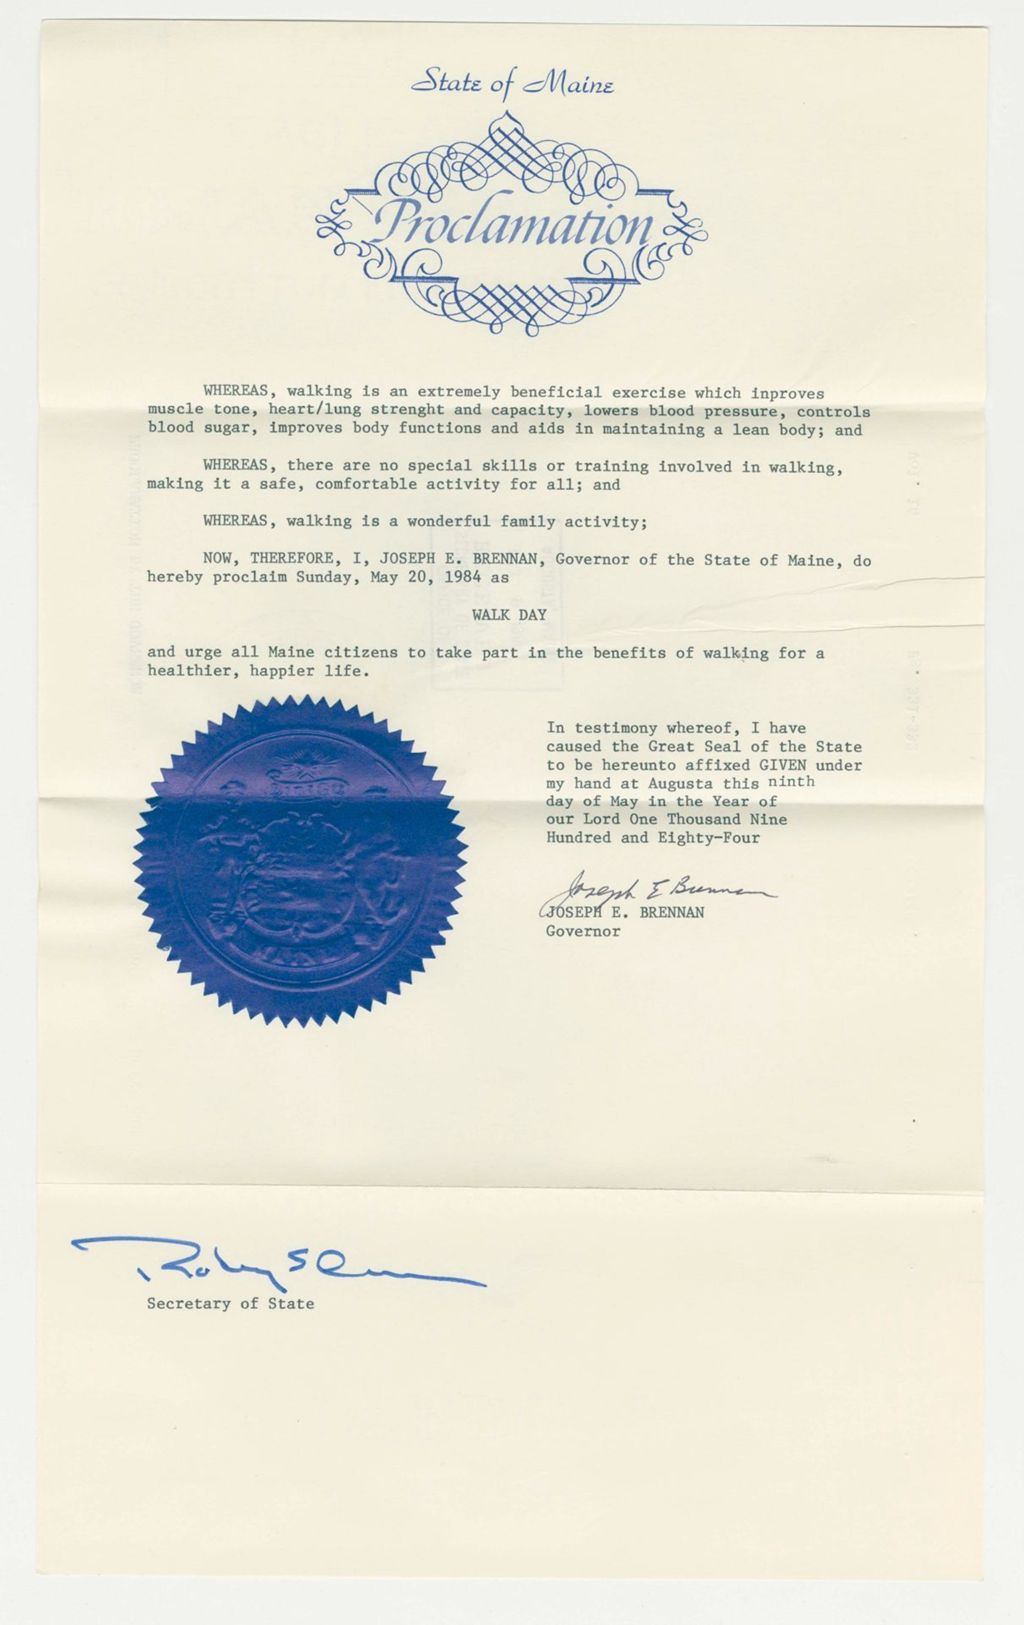 State of Maine
Proclamation
WHEREAS, walking is an extremely beneficial exercise which inproves
muscle tone, heart/lung strenght and capacity, lowers blood pressure, controls
blood sugar, improves body functions and aids in maintaining a lean body; and
WHEREAS, there are no special skills or training involved in walking,
making it a safe, comfortable activity for all; and
WHEREAS, walking is a wonderful family activity;
NOW, THEREFORE, I, JOSEPH E. BRENNAN, Governor of the State of Maine, do
hereby proclaim Sunday, May 20, 1984 as
WALK DAY
and urge all Maine citizens to take part in the benefits of walking for a
healthier, happier life.
In testimony whereof, I have
caused the Great Seal of the State
to be hereunto affixed GIVEN under
my hand at Augusta this ninth
day of May in the Year of
our Lord One Thousand Nine
Hundred and Eighty-Four
DIRIGO
MAINE
Joseph E Brennan
JOSEPH E. BRENNAN
Governor
Secretary of State